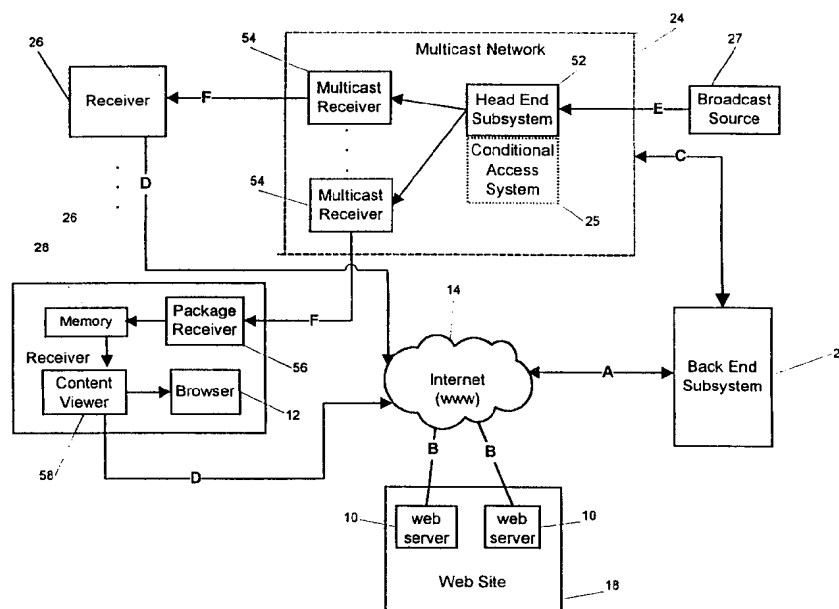 24
27
54
52
26
Multicast Network
Receiver
F
Multicast
Receiver
Head End
Subsystem
E
Broadcast
Source
Conditional
Access
System
C
D
54
Multicast
Receiver
25
26
28
14
Memory
Package
Receiver
F
Receiver
56
Internet
(www)
A
Back End
Subsystem
2
Content
Viewer
Browser
12
58
D
B
B
10
web
server
web
server
10
Web Site
18